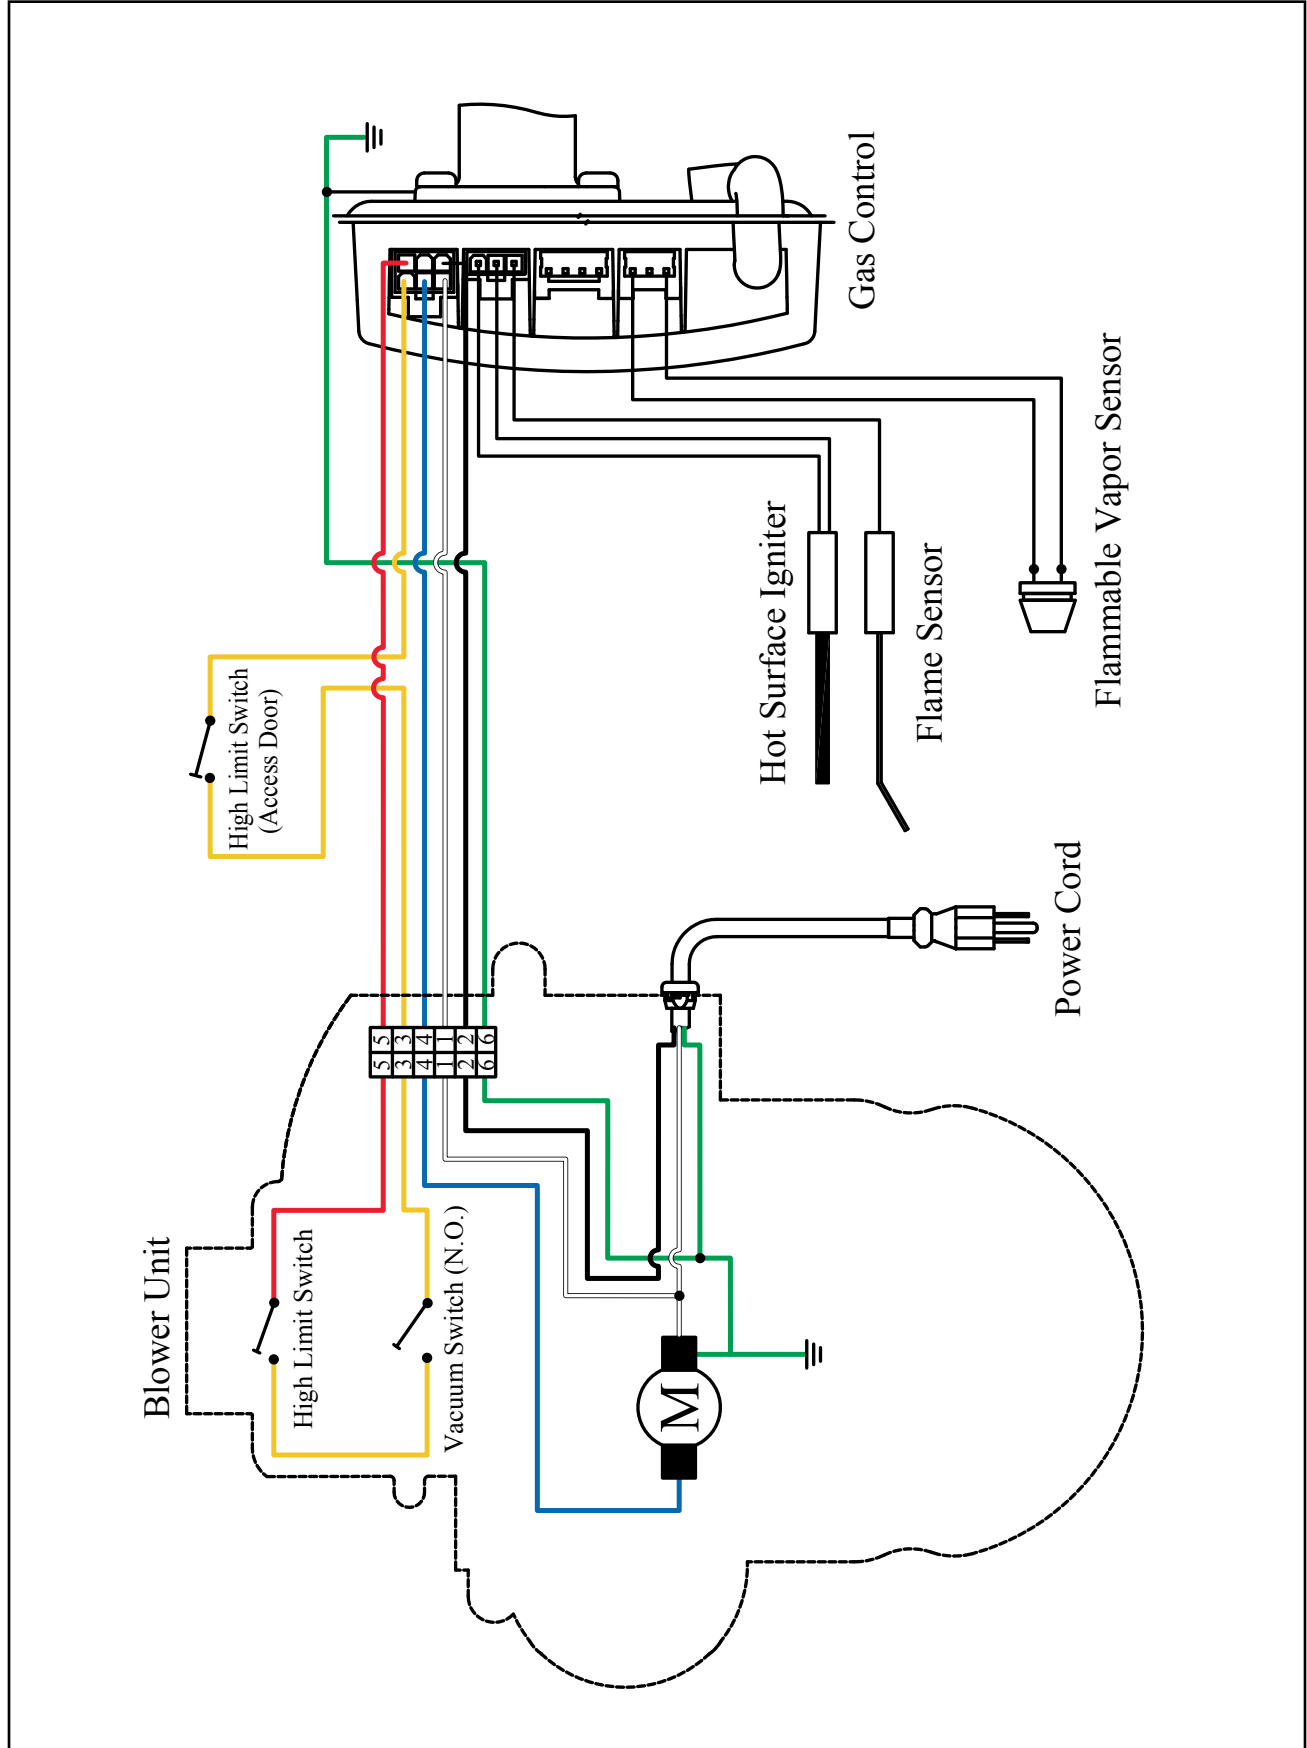 Blower Unit
High Limit Switch
Vacuum Switch (N.O.)
M
5 3 4 1 2 6
5 3 4 1 2 6
High Limit Switch
(Access Door)
Power Cord
Hot Surface Igniter
Flame Sensor
Flammable Vapor Sensor
Gas Control